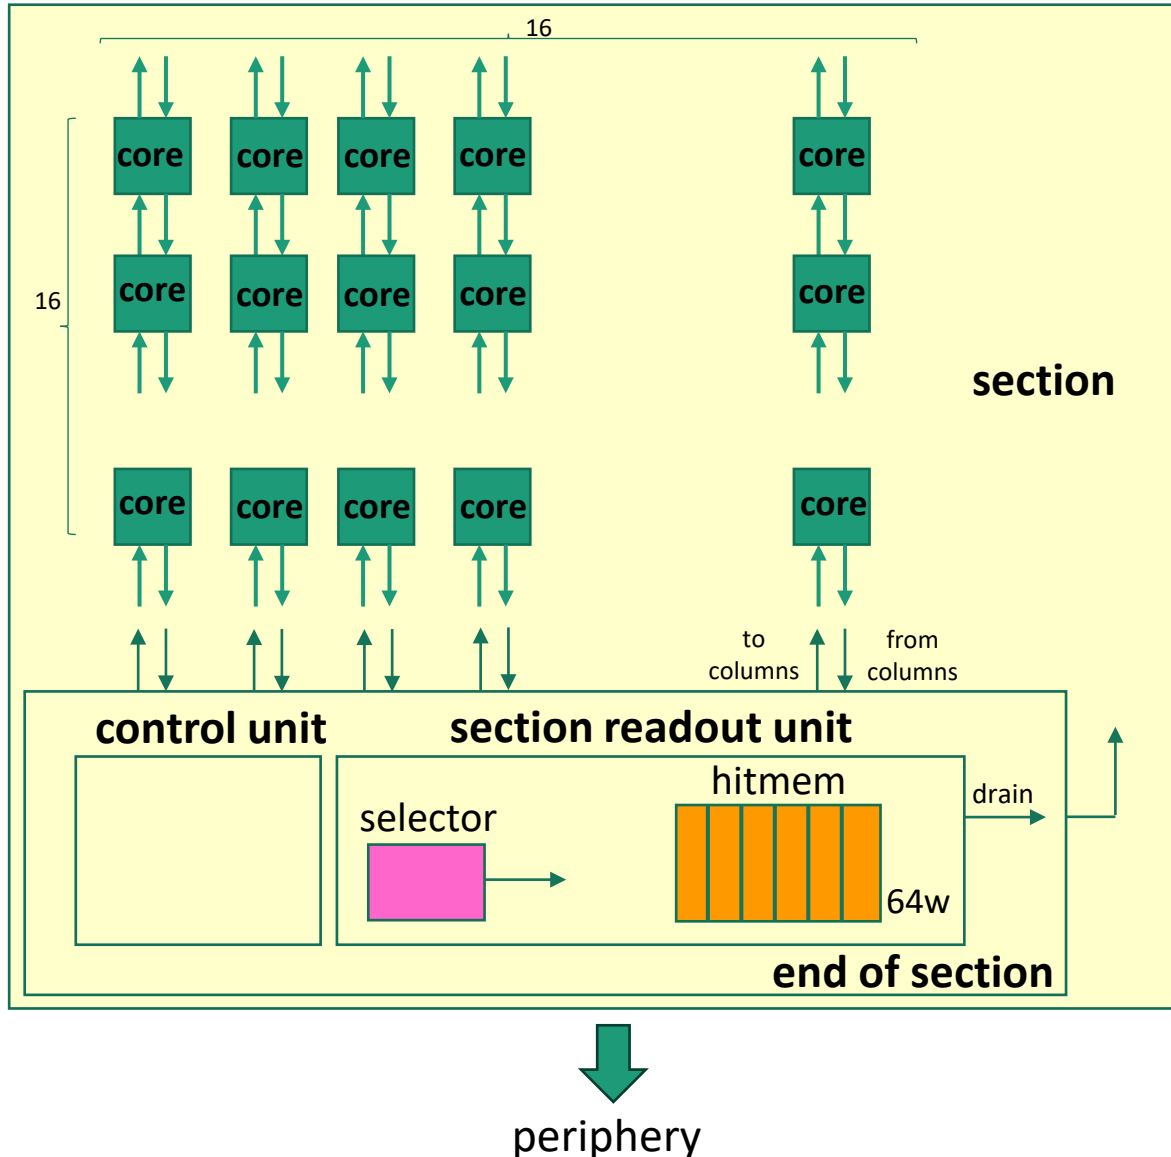 16
core core core core core
16
core core core core core
section
core core core core core
to columns
from columns
control unit
section readout unit
hitmem
drain
selector
64w
end of section
periphery